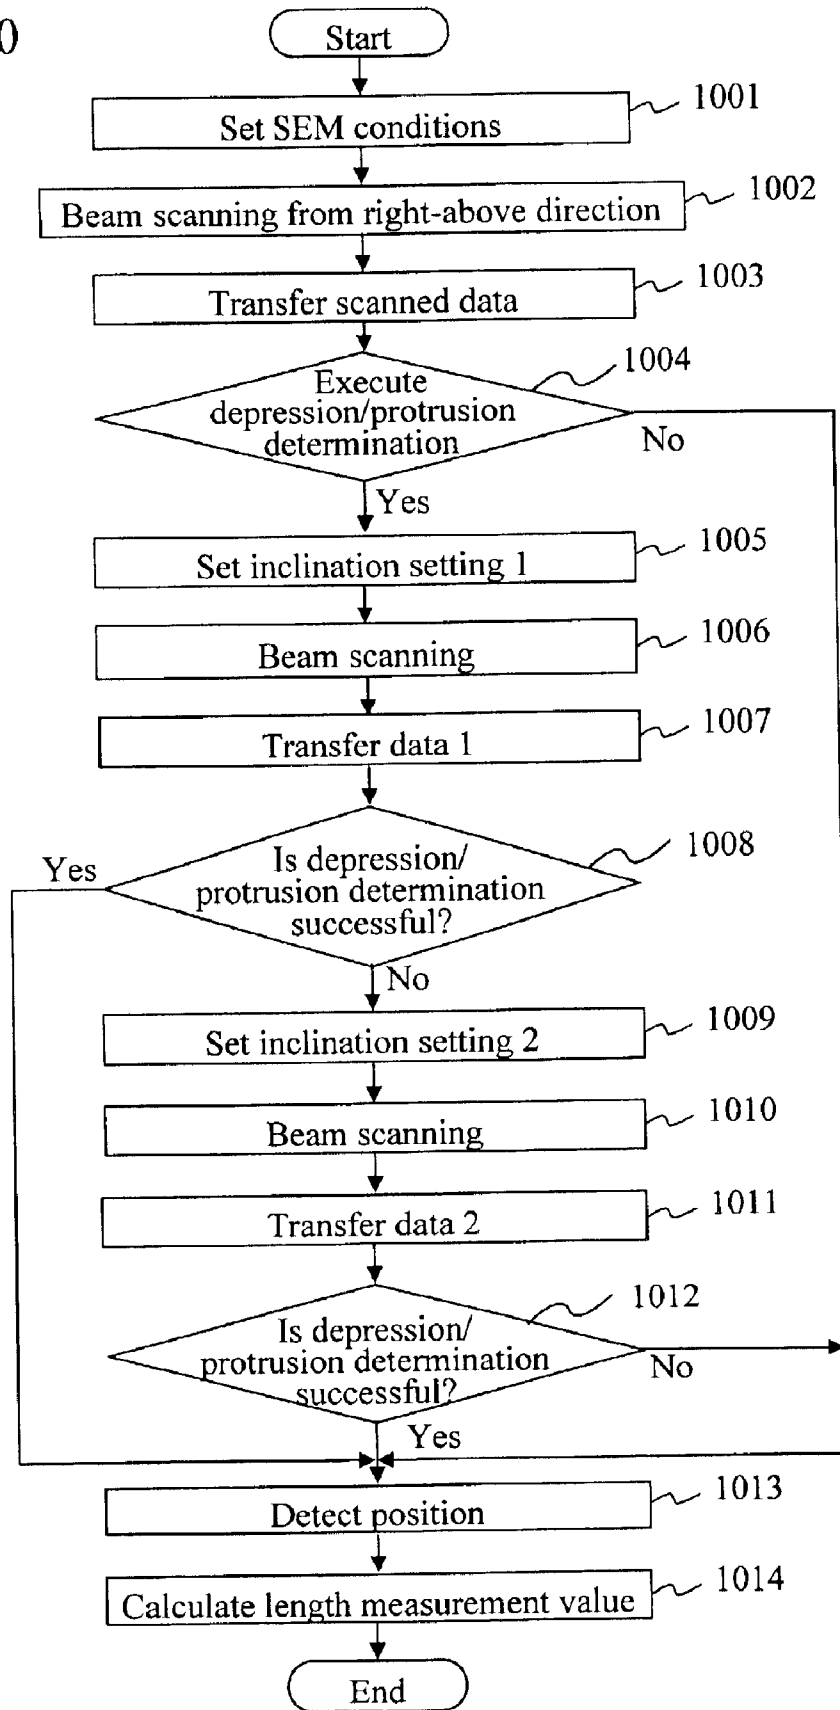 0
Start
1001
Set SEM conditions
1002
Beam scanning from right-above direction
1003
Transfer scanned data
1004
Execute
depression/protrusion
determination
No
Yes
1005
Set inclination setting 1
1006
Beam scanning
1007
Transfer data 1
1008
Yes
Is depression/
protrusion determination
successful?
No
1009
Set inclination setting 2
1010
Beam scanning
1011
Transfer data 2
1012
Is depression/
protrusion determination
successful?
No
Yes
1013
Detect position
1014
Calculate length measurement value
End